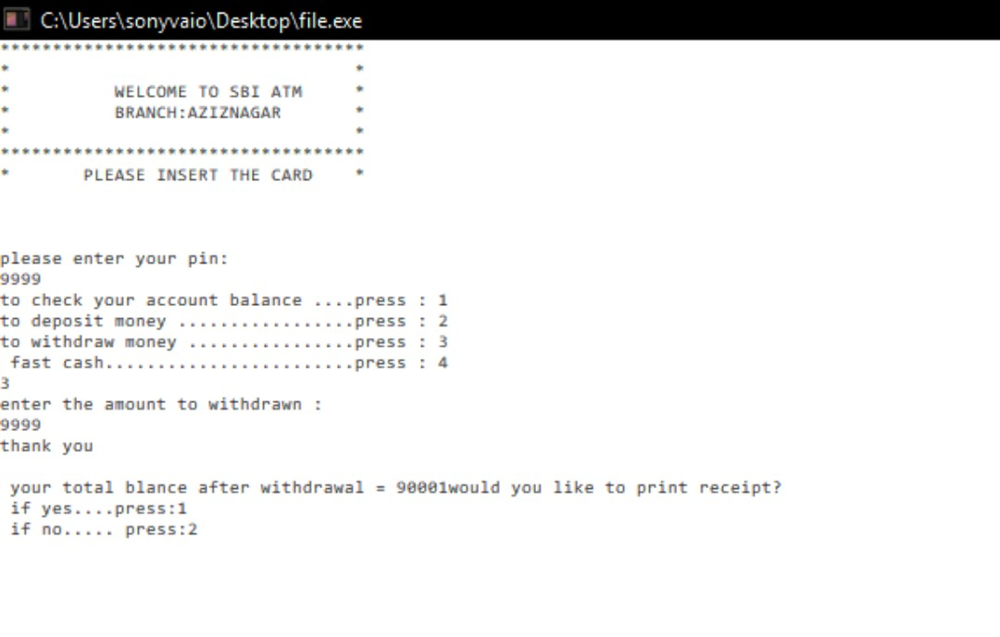 C:\Users\sonyvaio\Desktop\file.exe
***********************************
*                                  *
*          WELCOME TO SBI ATM      *
*          BRANCH:AZIZNAGAR        *
*                                  *
***********************************
*       PLEASE INSERT THE CARD     *
please enter your pin:
9999
to check your account balance ....press : 1
to deposit money .................press : 2
to withdraw money ................press : 3
 fast cash........................press : 4
3
enter the amount to withdrawn :
9999
thank you
 your total blance after withdrawal = 90001would you like to print receipt?
 if yes....press:1
 if no..... press:2